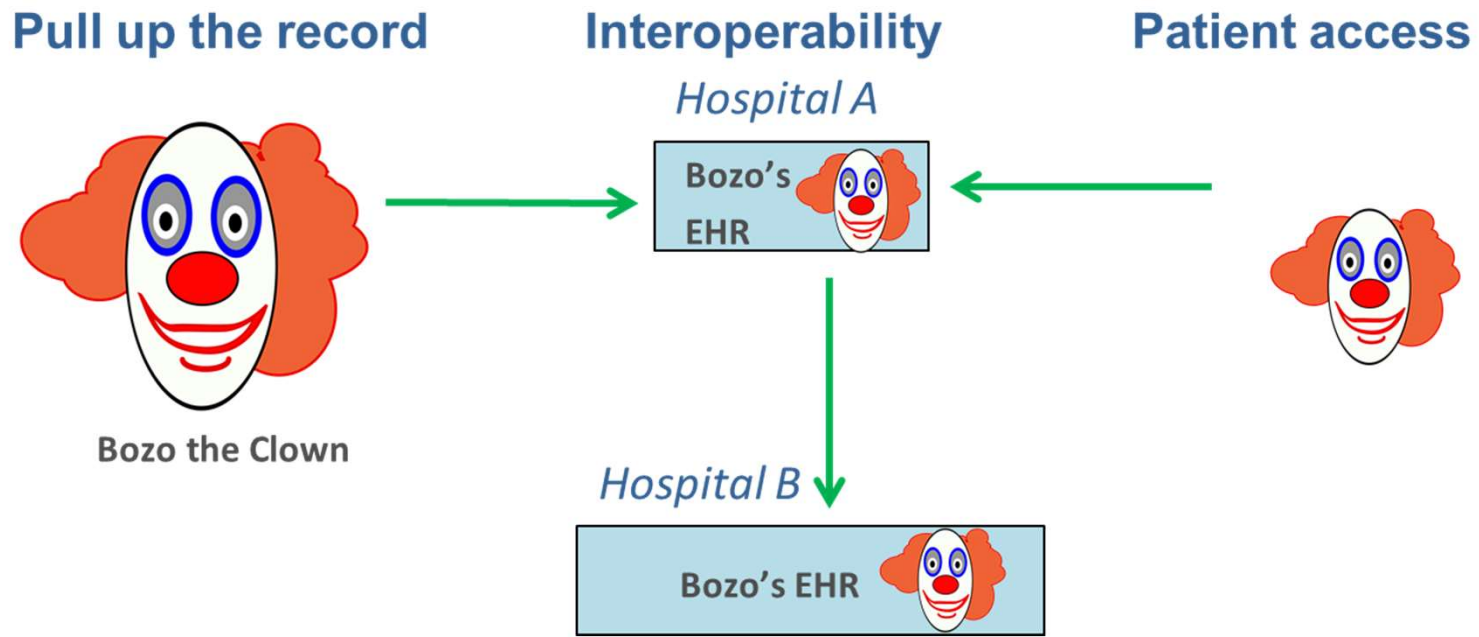 Pull up the record
Interoperability
Patient access
Hospital A
Bozo’s
EHR
Bozo the Clown
Hospital B
Bozo’s EHR